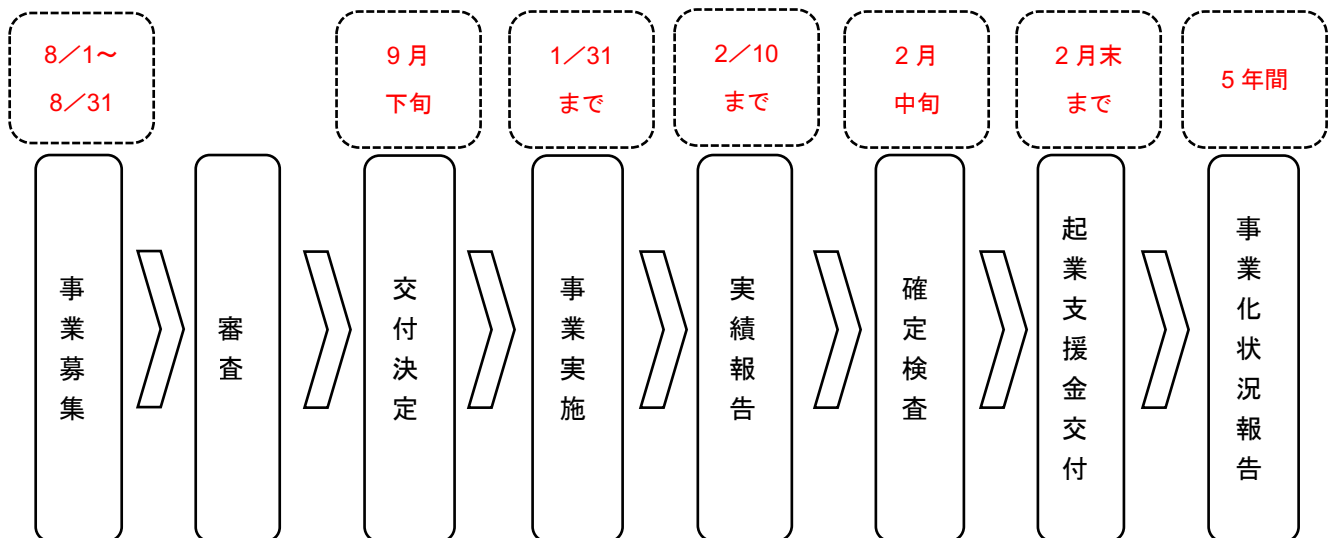 8／1～
8／31
9 月
下旬
1／31
まで
2／10
まで
2 月
中旬
2 月末
まで
5 年間
事業募集
審査
交付決定
事業実施
実績報告
確定検査
起業支援金交付
事業化状況報告